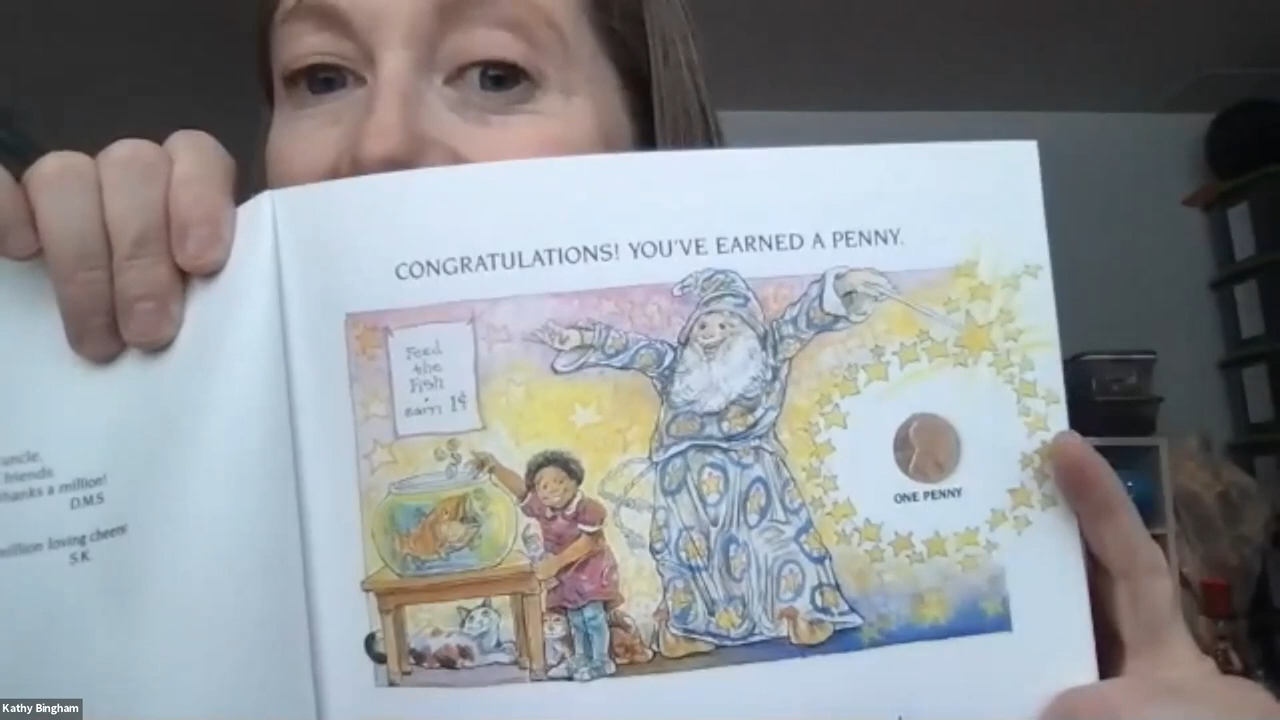 CONGRATULATIONS! YOU'VE EARNED A PENNY.
Feed
the
Fish
earn 1¢
ONE PENNY
uncle,
friends
thanks a million!
D.M.S
million loving cheers!
S.K.
Kathy Bingham